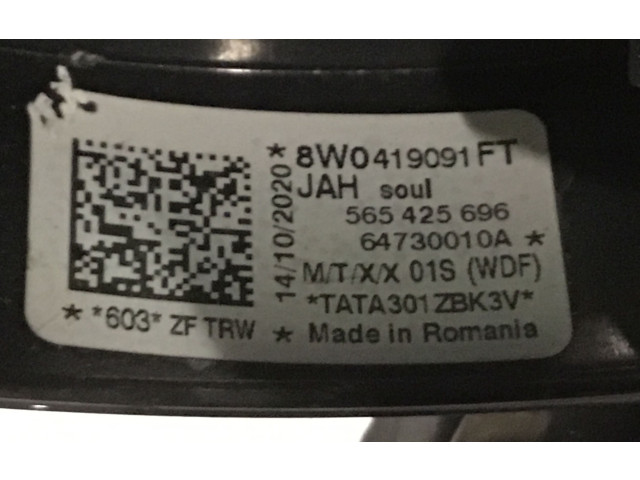 *8W0419091FT
JAH soul
565 425 696
64730010A *
M/T/X/X 01S (WDF)
*TATA301ZBK3V*
* Made in Romania
14/10/2020
* *603* ZF TRW